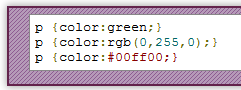 p {color:green;}
p {color:rgb(0,255,0);}
p {color:#00ff00;}